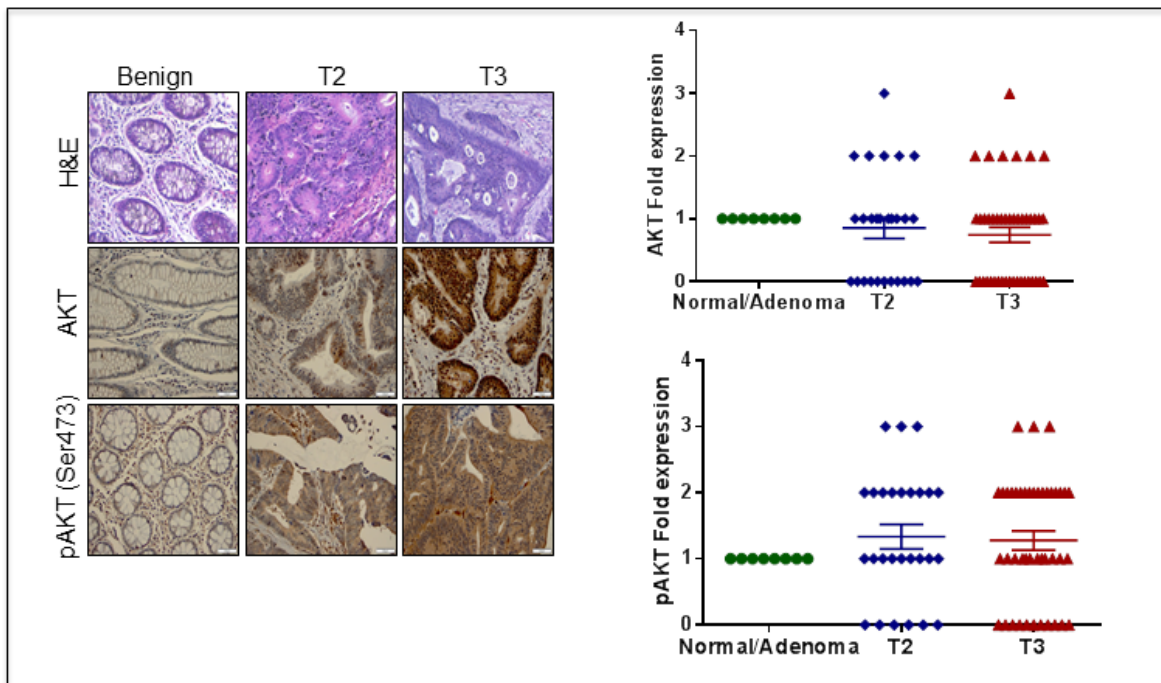 Benign T2 T3
H&E
AKT
pAKT (Ser473)
AKT Fold expression
4
3
2
1
0
Normal/Adenoma T2 T3
pAKT Fold expression
4
3
2
1
0
Normal/Adenoma T2 T3